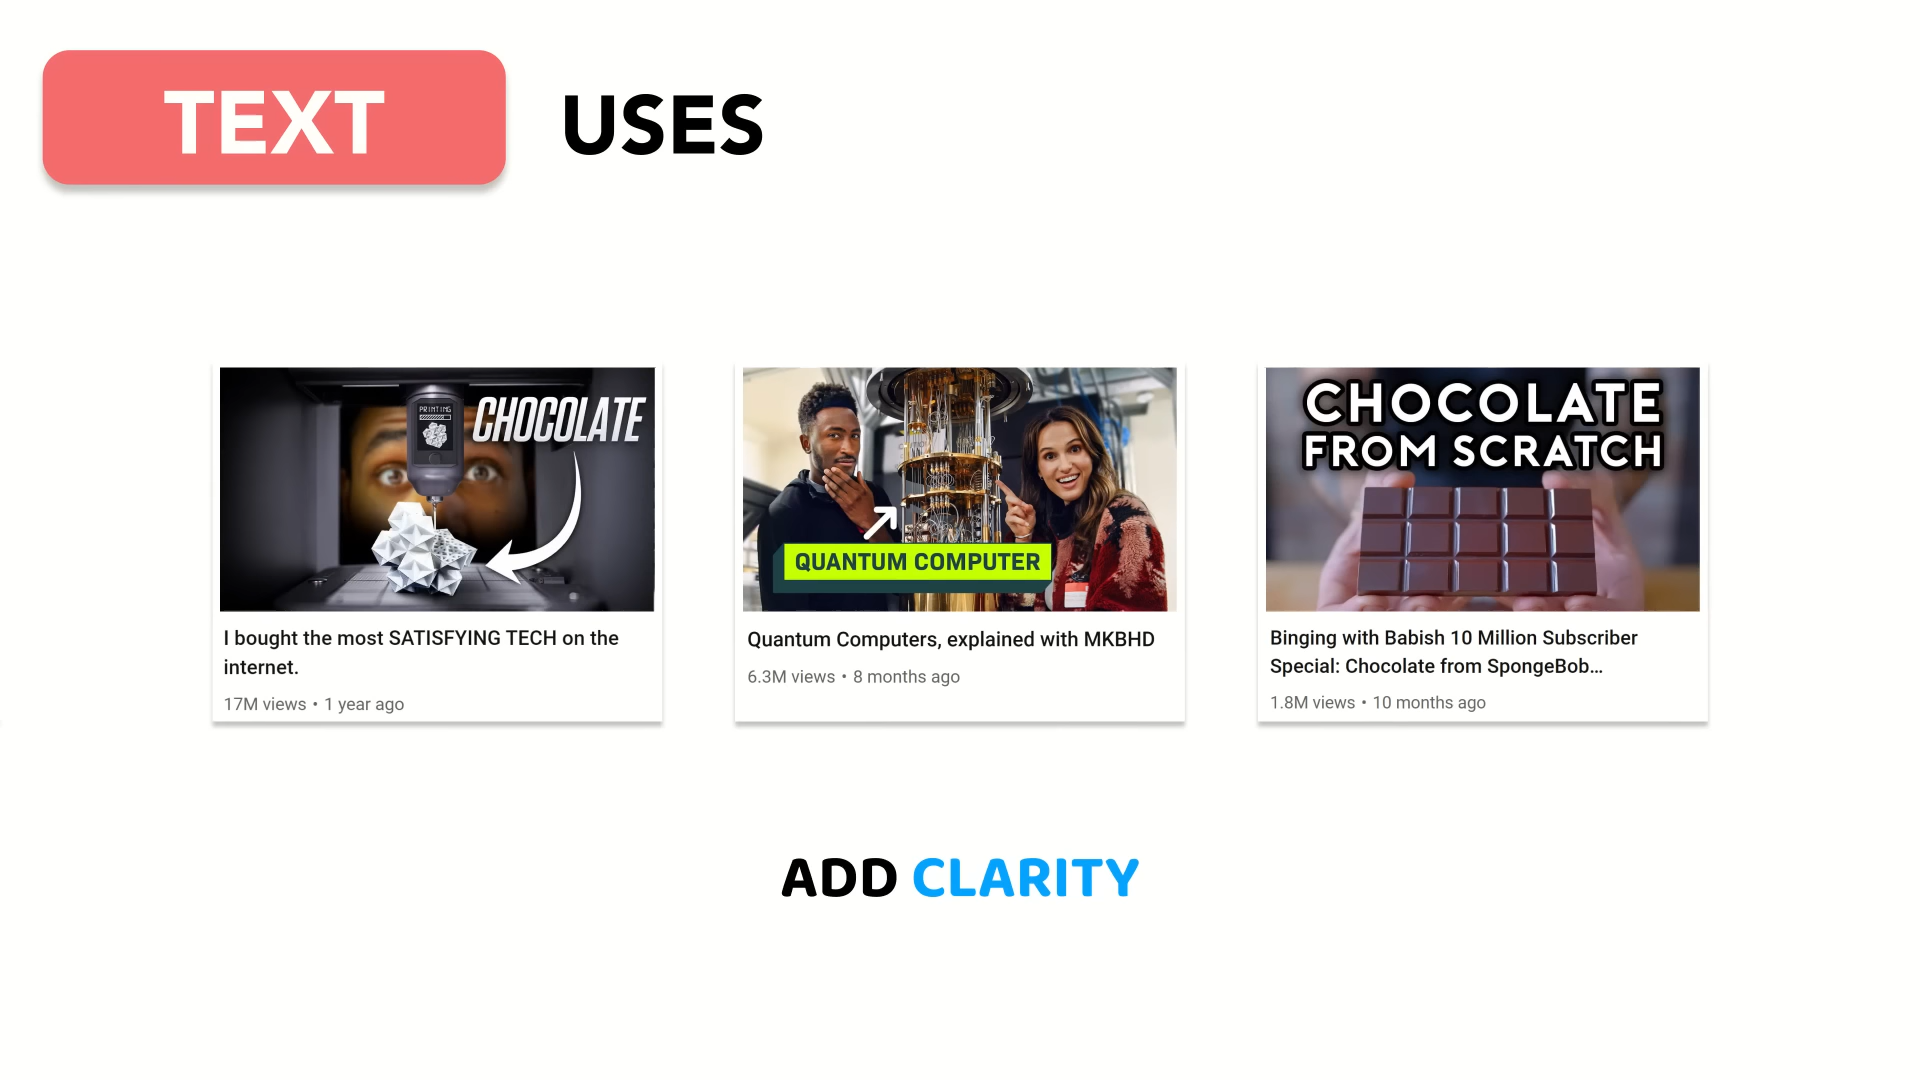 TEXT USES
PRINTING
CHOCOLATE
I bought the most SATISFYING TECH on the
internet.
17M views • 1 year ago
QUANTUM COMPUTER
Quantum Computers, explained with MKBHD
6.3M views • 8 months ago
CHOCOLATE
FROM SCRATCH
Binging with Babish 10 Million Subscriber
Special: Chocolate from SpongeBob...
1.8M views • 10 months ago
ADD CLARITY